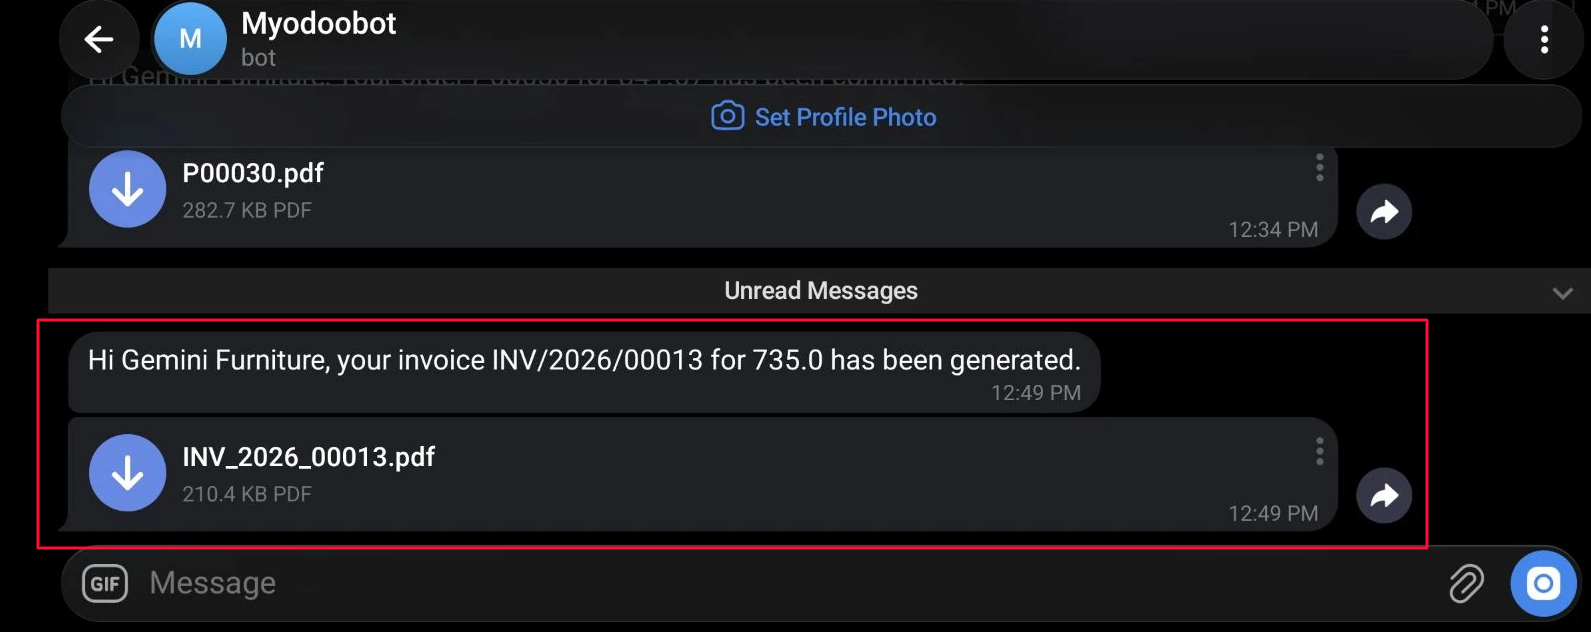 M
Myodoobot
bot
PM
Set Profile Photo
P00030.pdf
282.7 KB PDF
12:34 PM
Unread Messages
Hi Gemini Furniture, your invoice INV/2026/00013 for 735.0 has been generated.
12:49 PM
INV_2026_00013.pdf
210.4 KB PDF
12:49 PM
GIF
Message